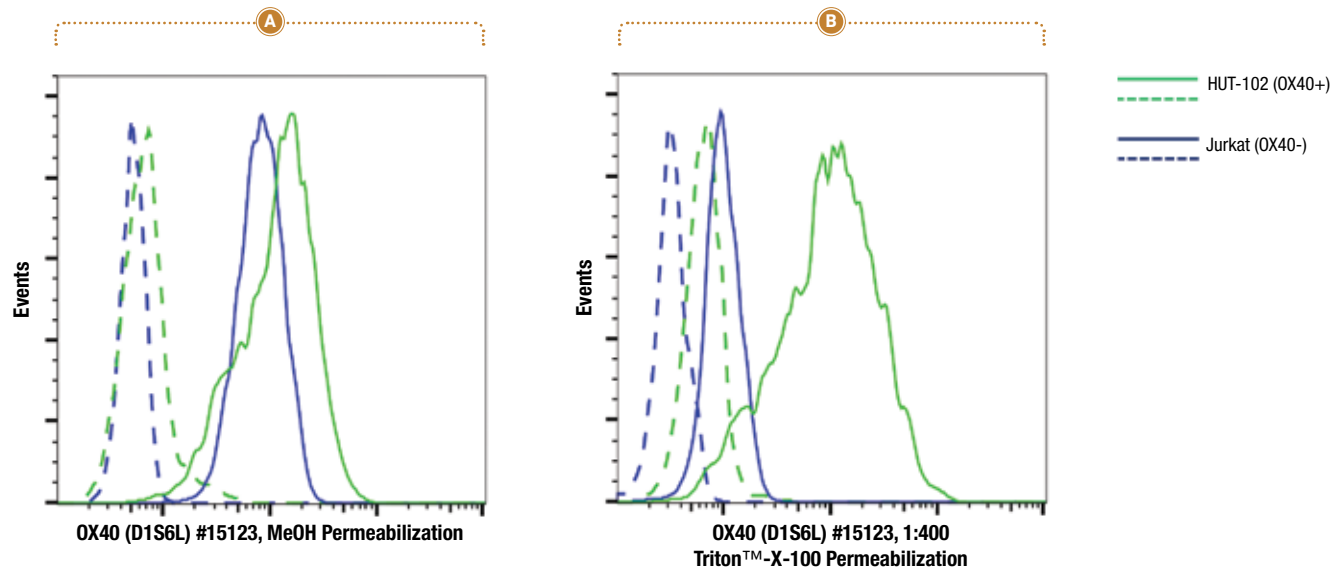 A
B
HUT-102 (OX40+)
Jurkat (OX40-)
Events
Events
OX40 (D1S6L) #15123, MeOH Permeabilization
OX40 (D1S6L) #15123, 1:400
Triton™-X-100 Permeabilization